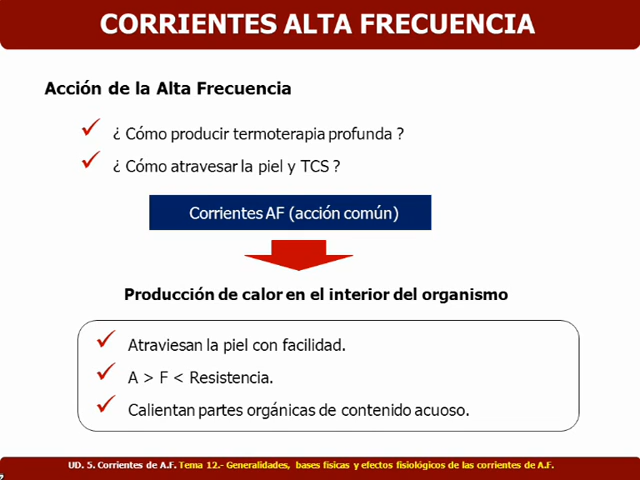 CORRIENTES ALTA FRECUENCIA
Acción de la Alta Frecuencia
¿ Cómo producir termoterapia profunda ?
¿ Cómo atravesar la piel y TCS ?
Corrientes AF (acción común)
Producción de calor en el interior del organismo
Atraviesan la piel con facilidad.
A > F < Resistencia.
Calientan partes orgánicas de contenido acuoso.
UD. 5. Corrientes de A.F. Tema 12.- Generalidades, bases físicas y efectos fisiológicos de las corrientes de A.F.